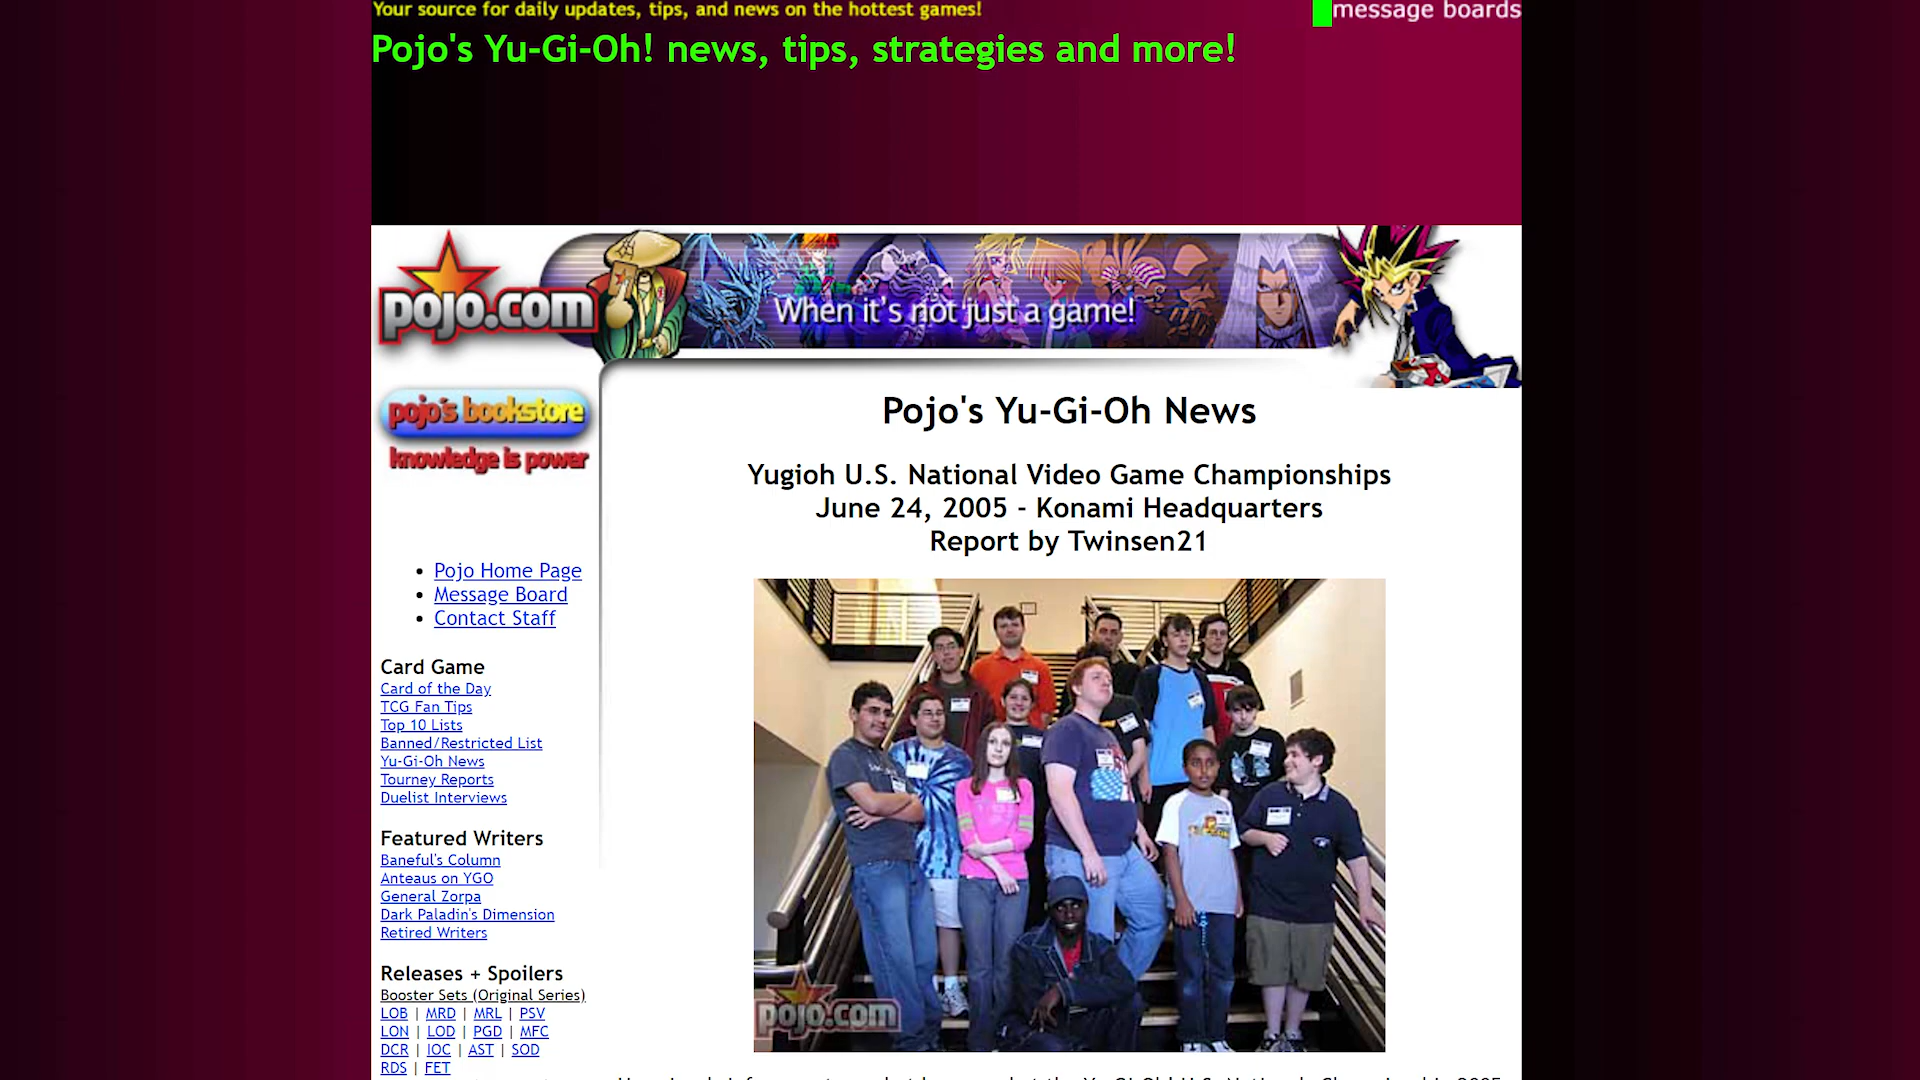 Your source for daily updates, tips, and news on the hottest games!
message boards
Pojo's Yu-Gi-Oh! news, tips, strategies and more!
pojo.com
When it's not just a game!
pojo's bookstore
knowledge is power
Pojo's Yu-Gi-Oh News
Yugioh U.S. National Video Game Championships
June 24, 2005 - Konami Headquarters
Report by Twinsen21
Pojo Home Page
Message Board
Contact Staff
Card Game
Card of the Day
TCG Fan Tips
Top 10 Lists
Banned/Restricted List
Yu-Gi-Oh News
Tourney Reports
Duelist Interviews
Featured Writers
Baneful's Column
Anteaus on YGO
General Zorpa
Dark Paladin's Dimension
Retired Writers
Releases + Spoilers
Booster Sets (Original Series)
LOB | MRD | MRL | PSV
LON | LOD | PGD | MFC
DCR | IOC | AST | SOD
RDS | FET
pojo.com